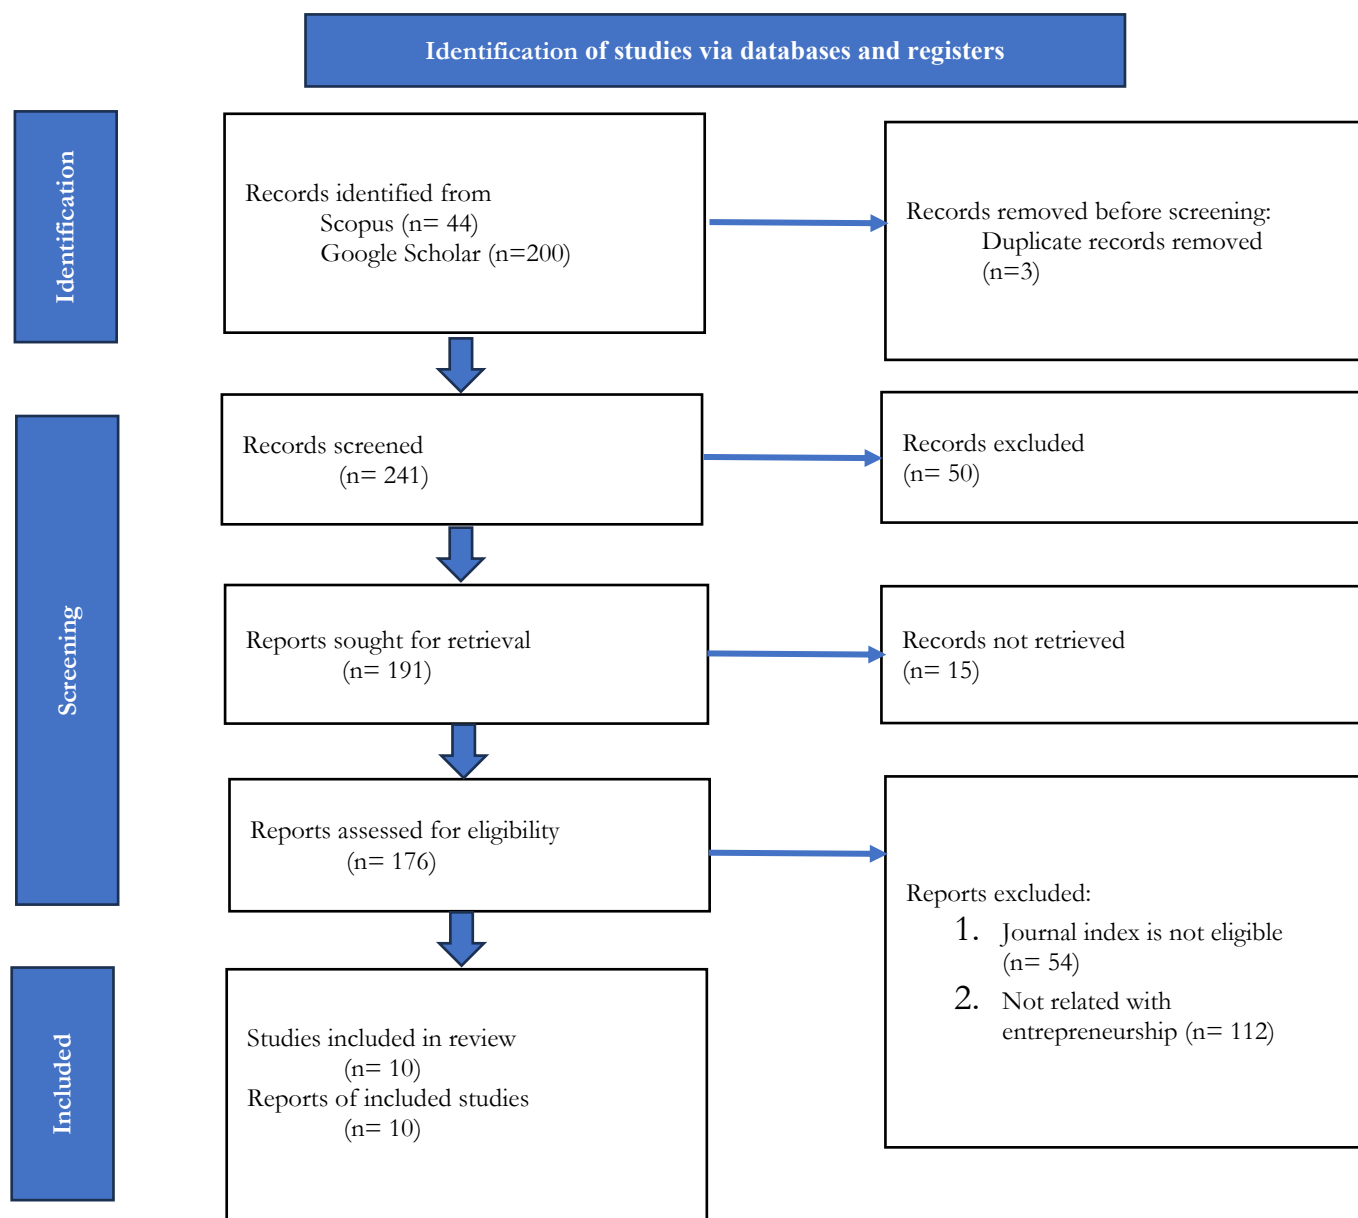 Identification of studies via databases and registers
Identification
Records identified from
Scopus (n= 44)
Google Scholar (n=200)
Records removed before screening:
Duplicate records removed
(n=3)
Screening
Records screened
(n= 241)
Records excluded
(n= 50)
Reports sought for retrieval
(n= 191)
Records not retrieved
(n= 15)
Reports assessed for eligibility
(n= 176)
Reports excluded:
1. Journal index is not eligible
(n= 54)
2. Not related with
entrepreneurship (n= 112)
Included
Studies included in review
(n= 10)
Reports of included studies
(n= 10)